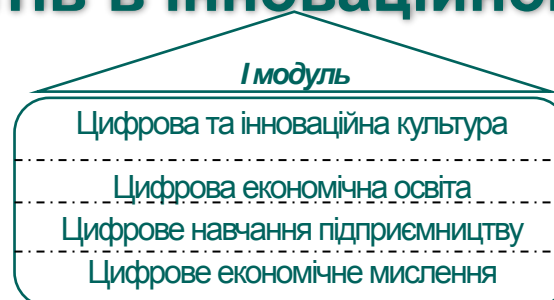 в
І модуль
Цифрова та інноваційна культура
Цифрова економічна освіта
Цифрове навчання підприємництву
Цифрове економічне мислення